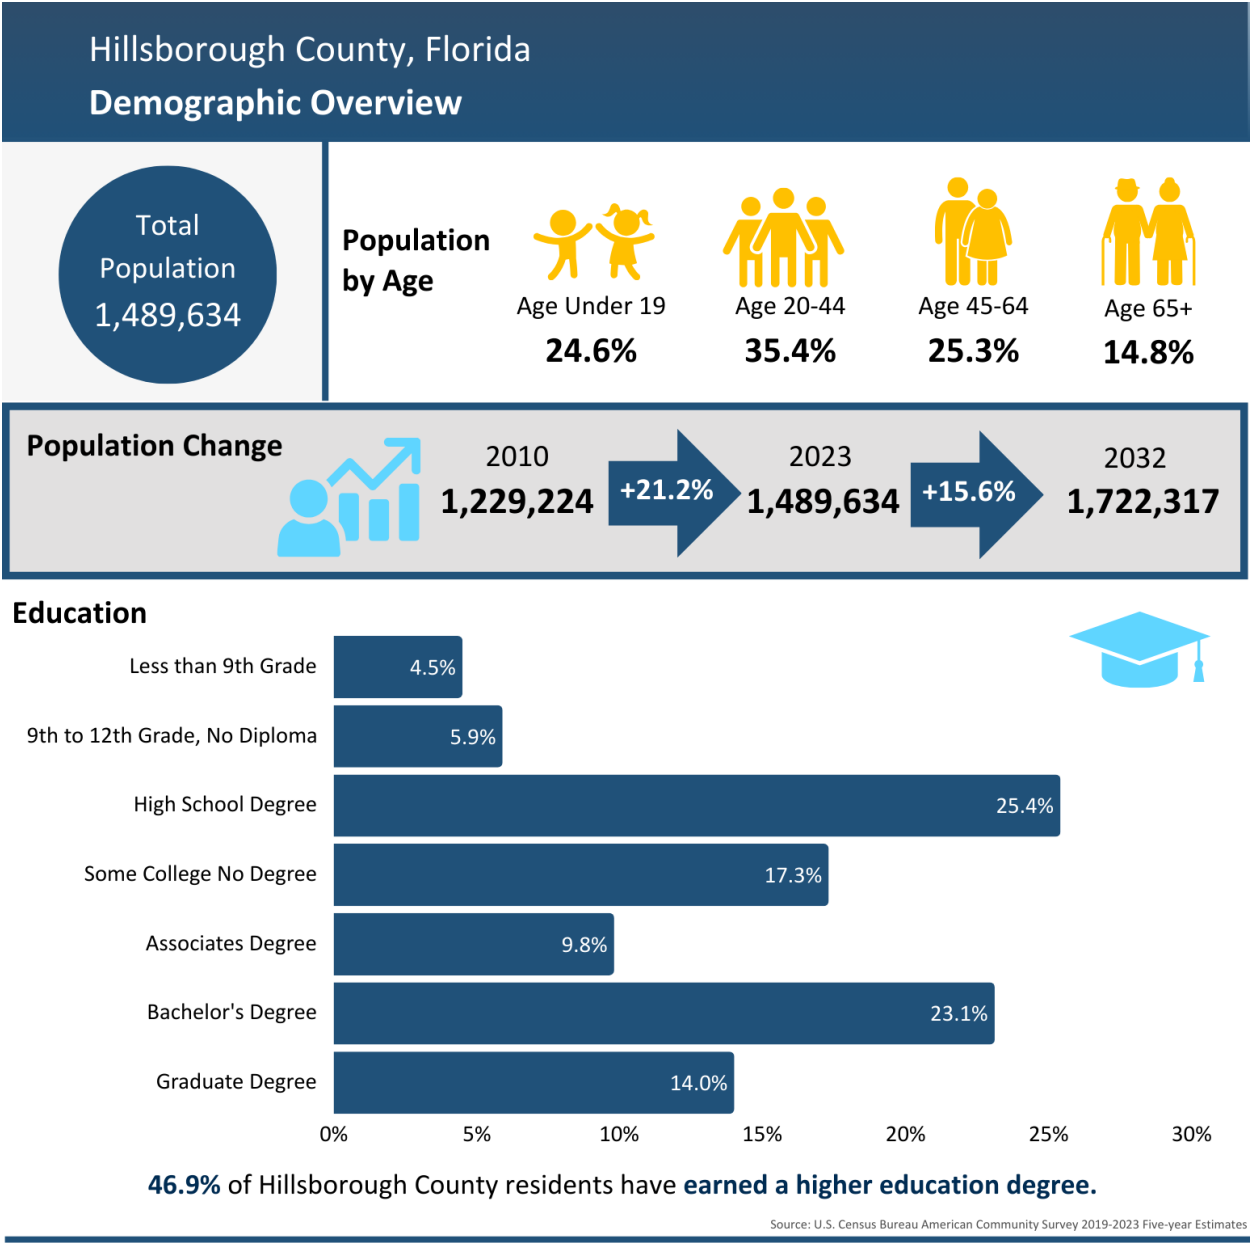 Hillsborough County, Florida
Demographic Overview
Total
Population
1,489,634
Population
by Age
Age Under 19
24.6%
Age 20-44
35.4%
Age 45-64
25.3%
Age 65+
14.8%
Population Change
2010
1,229,224
+21.2%
2023
1,489,634
+15.6%
2032
1,722,317
Education
Less than 9th Grade
4.5%
9th to 12th Grade, No Diploma
5.9%
High School Degree
25.4%
Some College No Degree
17.3%
Associates Degree
9.8%
Bachelor's Degree
23.1%
Graduate Degree
14.0%
0% 5% 10% 15% 20% 25% 30%
46.9% of Hillsborough County residents have earned a higher education degree.
Source: U.S. Census Bureau American Community Survey 2019-2023 Five-year Estimates